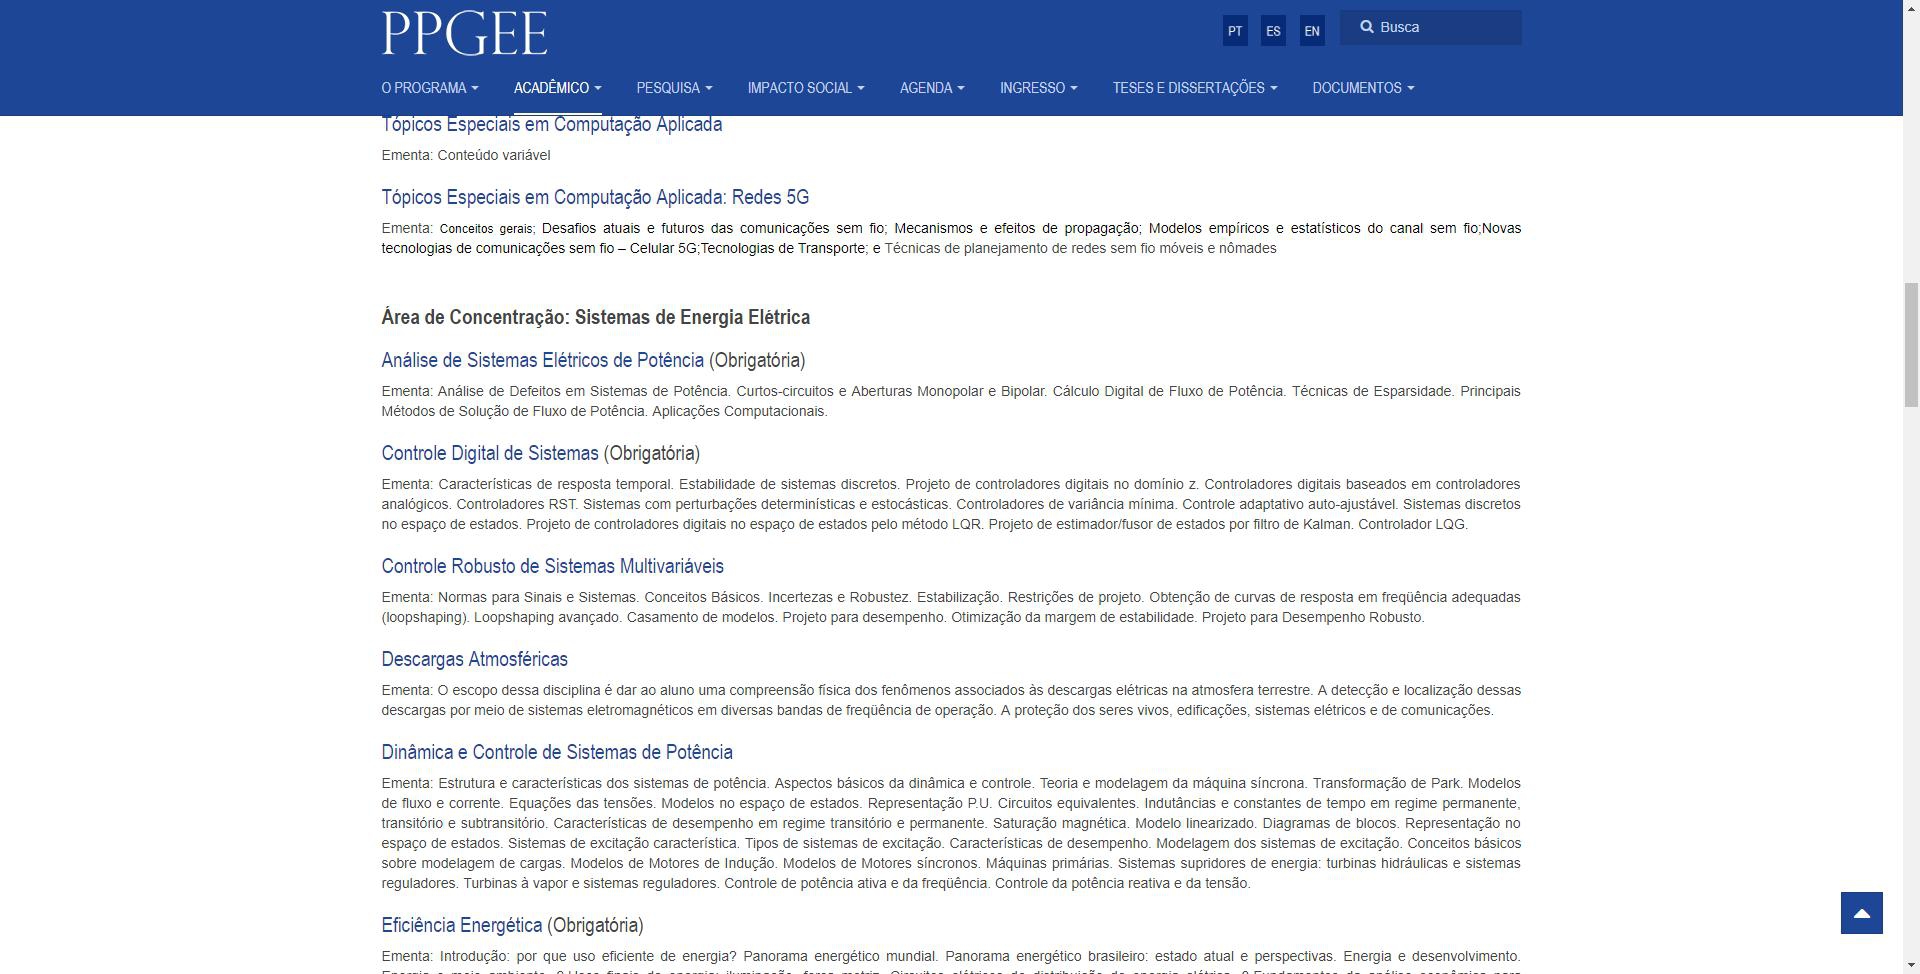 PPGEE
PT ES EN Busca
O PROGRAMA ACADÊMICO PESQUISA IMPACTO SOCIAL AGENDA INGRESSO TESES E DISSERTAÇÕES DOCUMENTOS
Tópicos Especiais em Computação Aplicada
Ementa: Conteúdo variável
Tópicos Especiais em Computação Aplicada: Redes 5G
Ementa: Conceitos gerais; Desafios atuais e futuros das comunicações sem fio; Mecanismos e efeitos de propagação; Modelos empíricos e estatísticos do canal sem fio;Novas
tecnologias de comunicações sem fio – Celular 5G;Tecnologias de Transporte; e Técnicas de planejamento de redes sem fio móveis e nômades
Área de Concentração: Sistemas de Energia Elétrica
Análise de Sistemas Elétricos de Potência (Obrigatória)
Ementa: Análise de Defeitos em Sistemas de Potência. Curtos-circuitos e Aberturas Monopolar e Bipolar. Cálculo Digital de Fluxo de Potência. Técnicas de Esparsidade. Principais
Métodos de Solução de Fluxo de Potência. Aplicações Computacionais.
Controle Digital de Sistemas (Obrigatória)
Ementa: Características de resposta temporal. Estabilidade de sistemas discretos. Projeto de controladores digitais no domínio z. Controladores digitais baseados em controladores
analógicos. Controladores RST. Sistemas com perturbações determinísticas e estocásticas. Controladores de variância mínima. Controle adaptativo auto-ajustável. Sistemas discretos
no espaço de estados. Projeto de controladores digitais no espaço de estados pelo método LQR. Projeto de estimador/fusor de estados por filtro de Kalman. Controlador LQG.
Controle Robusto de Sistemas Multivariáveis
Ementa: Normas para Sinais e Sistemas. Conceitos Básicos. Incertezas e Robustez. Estabilização. Restrições de projeto. Obtenção de curvas de resposta em freqüência adequadas
(loopshaping). Loopshaping avançado. Casamento de modelos. Projeto para desempenho. Otimização da margem de estabilidade. Projeto para Desempenho Robusto.
Descargas Atmosféricas
Ementa: O escopo dessa disciplina é dar ao aluno uma compreensão física dos fenômenos associados às descargas elétricas na atmosfera terrestre. A detecção e localização dessas
descargas por meio de sistemas eletromagnéticos em diversas bandas de freqüência de operação. A proteção dos seres vivos, edificações, sistemas elétricos e de comunicações.
Dinâmica e Controle de Sistemas de Potência
Ementa: Estrutura e características dos sistemas de potência. Aspectos básicos da dinâmica e controle. Teoria e modelagem da máquina síncrona. Transformação de Park. Modelos
de fluxo e corrente. Equações das tensões. Modelos no espaço de estados. Representação P.U. Circuitos equivalentes. Indutâncias e constantes de tempo em regime permanente,
transitório e subtransitório. Características de desempenho em regime transitório e permanente. Saturação magnética. Modelo linearizado. Diagramas de blocos. Representação no
espaço de estados. Sistemas de excitação característica. Tipos de sistemas de excitação. Características de desempenho. Modelagem dos sistemas de excitação. Conceitos básicos
sobre modelagem de cargas. Modelos de Motores de Indução. Modelos de Motores síncronos. Máquinas primárias. Sistemas supridores de energia: turbinas hidráulicas e sistemas
reguladores. Turbinas à vapor e sistemas reguladores. Controle de potência ativa e da freqüência. Controle da potência reativa e da tensão.
Eficiência Energética (Obrigatória)
Ementa: Introdução: por que uso eficiente de energia? Panorama energético mundial. Panorama energético brasileiro: estado atual e perspectivas. Energia e desenvolvimento.